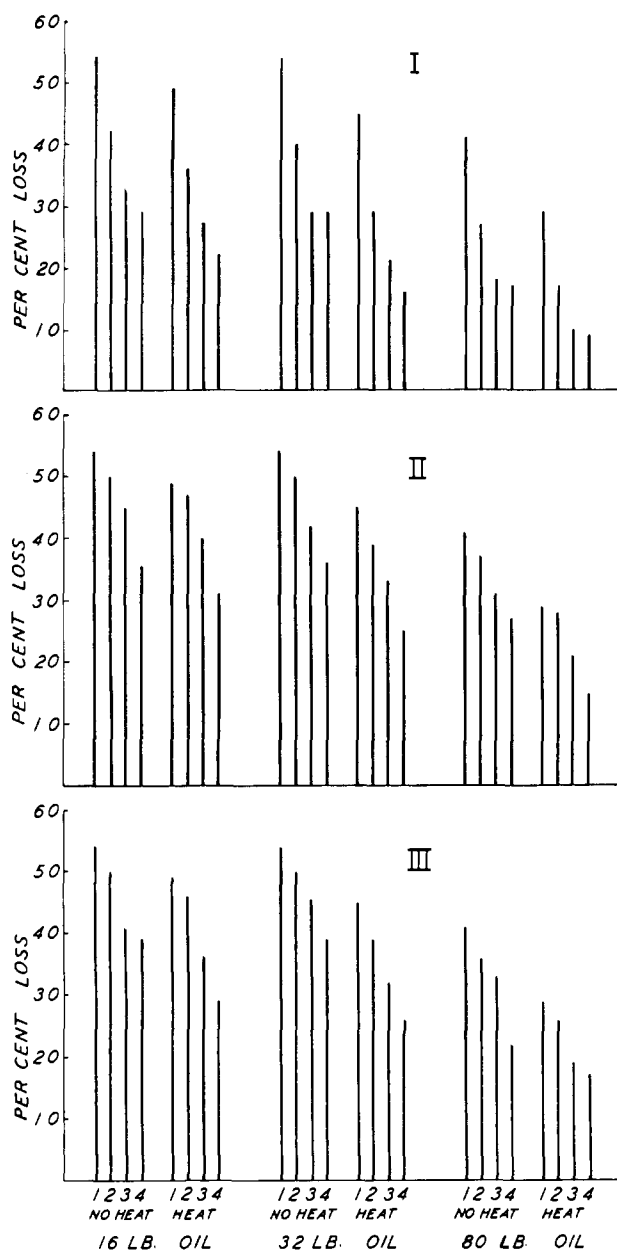 60
50
40
30
20
10
PER CENT LOSS
I
60
50
40
30
20
10
PER CENT LOSS
II
60
50
40
30
20
10
PER CENT LOSS
III
1 2 3 4 1 2 3 4 1 2 3 4 1 2 3 4 1 2 3 4 1 2 3 4
NO HEAT HEAT NO HEAT HEAT NO HEAT HEAT
16 LB. OIL 32 LB. OIL 80 LB. OIL